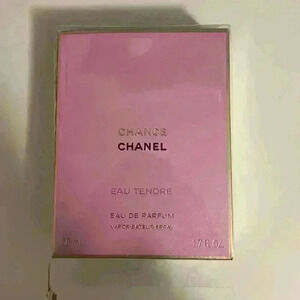 CHANCE
CHANEL
EAU TENDRE
EAU DE PARFUM
VAPORISATEUR SPRAY
1.7 FL. OZ.